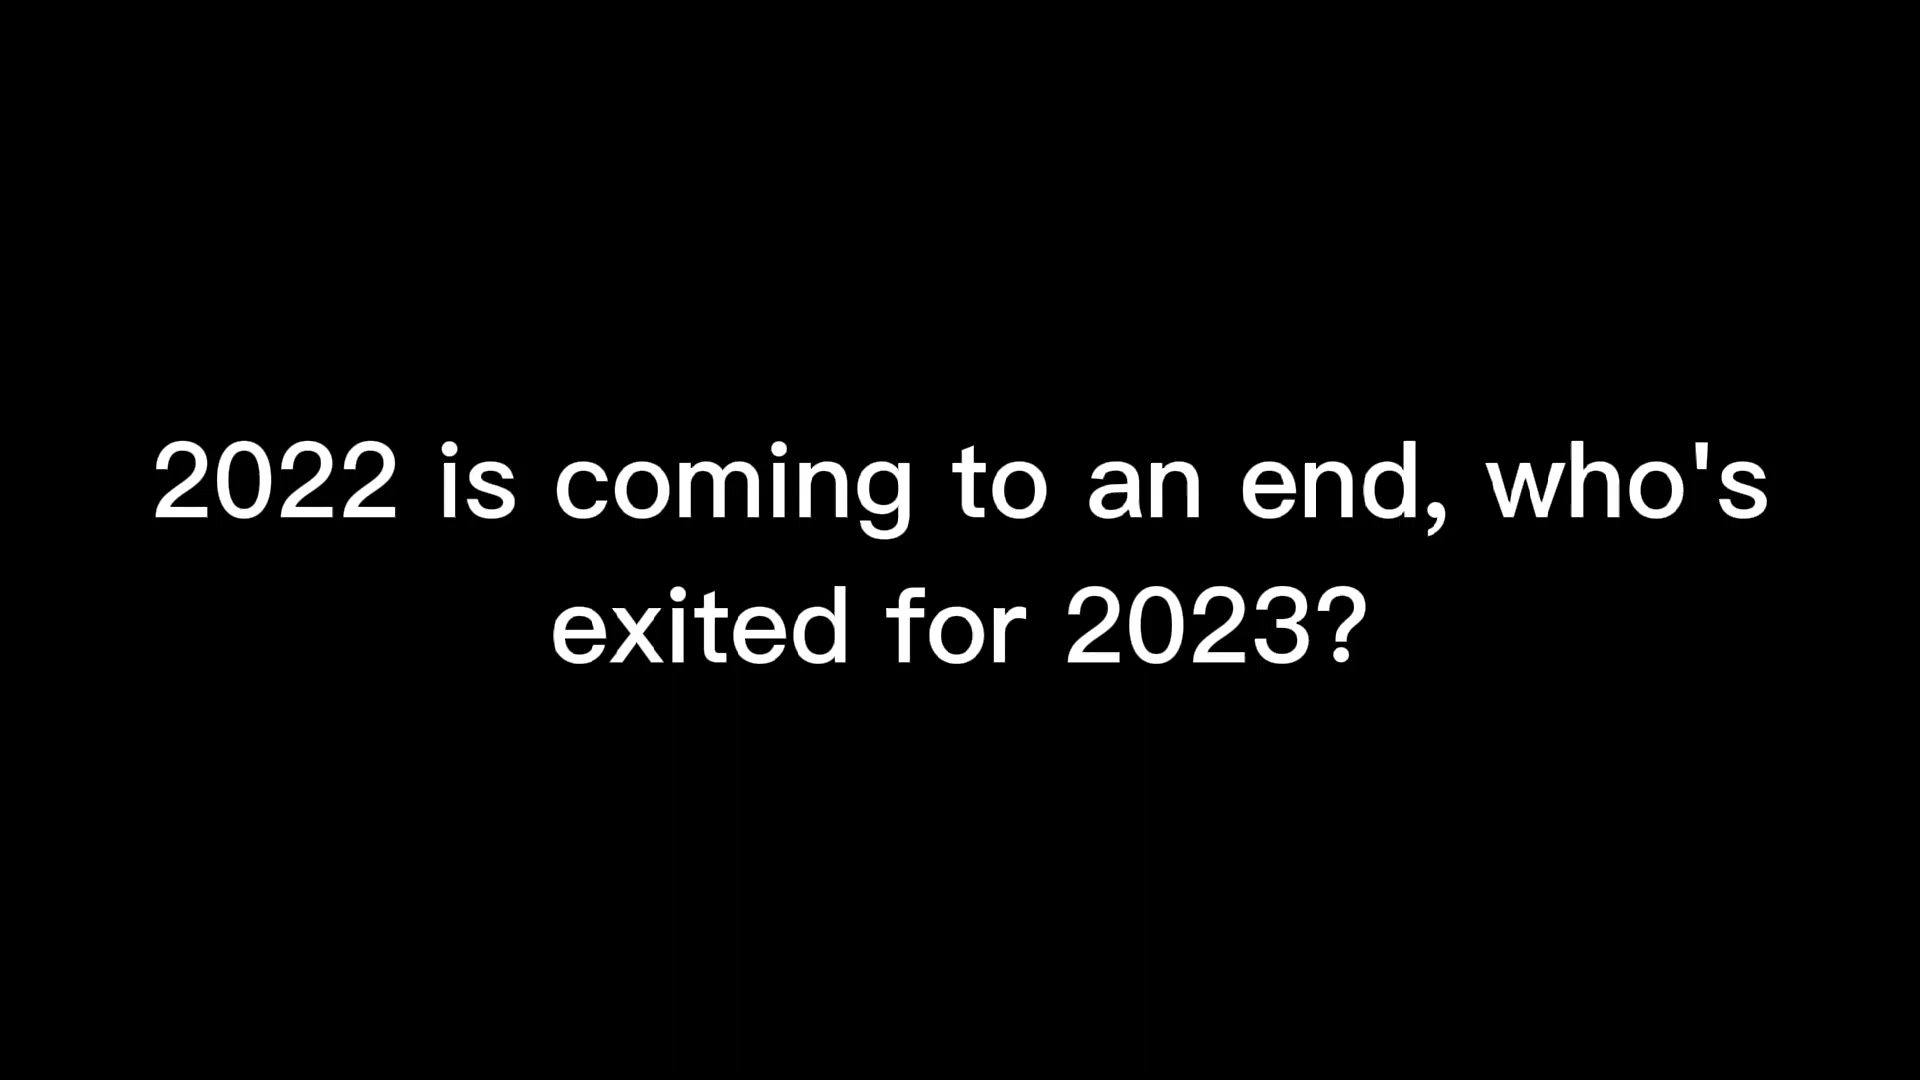 2022 is coming to an end, who's
exited for 2023?